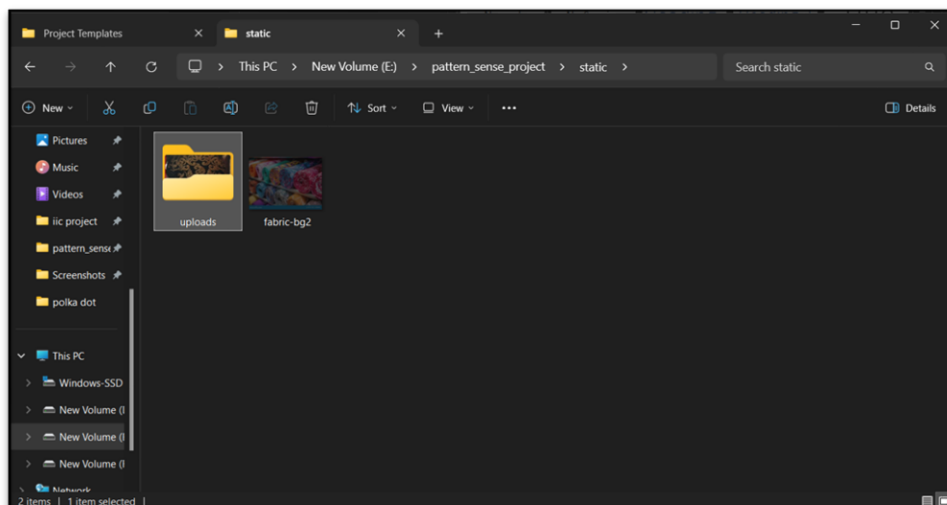 Project Templates
static
This PC > New Volume (E:) > pattern_sense_project > static >
Search static
New
Sort
View
Details
Pictures
Music
Videos
iic project
pattern_sense
Screenshots
polka dot
uploads
fabric-bg2
This PC
Windows-SSD
New Volume (
New Volume (
New Volume (
Network
2 items | 1 item selected |